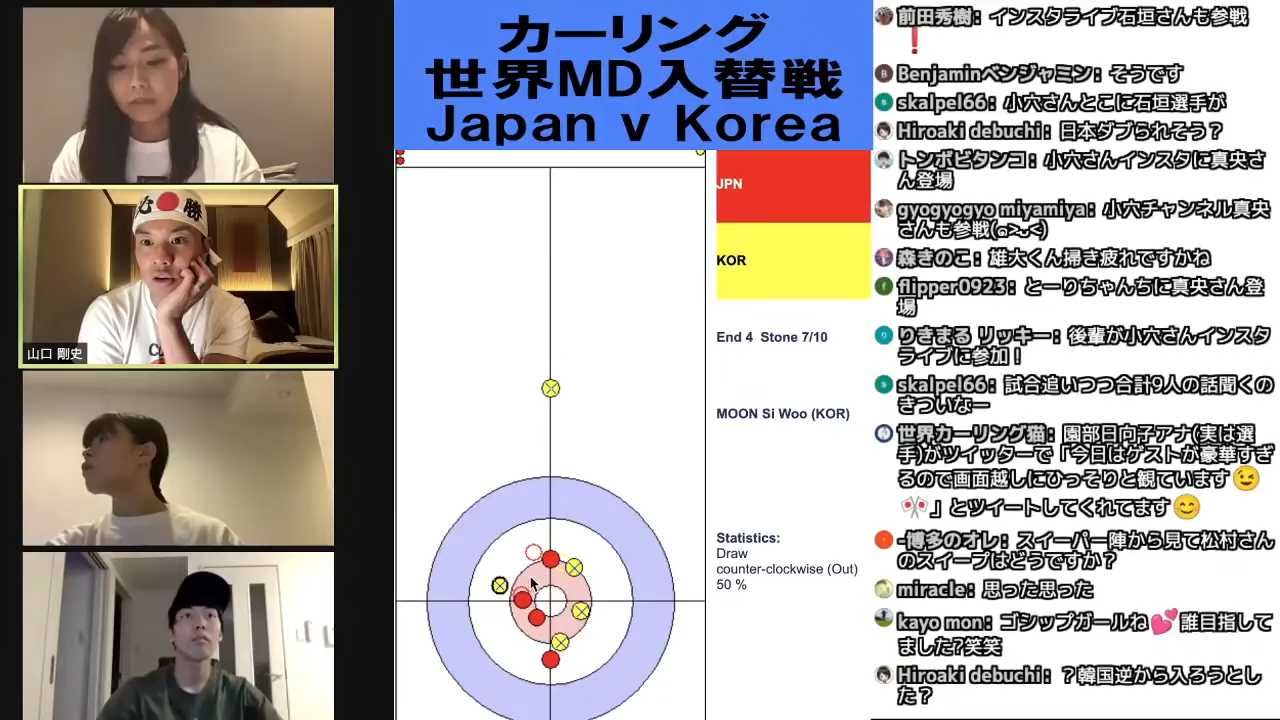 必 勝
山口 剛史
カーリング
世界MD入替戦
Japan v Korea
JPN
KOR
End 4  Stone 7/10
MOON Si Woo (KOR)
Statistics:
Draw
counter-clockwise (Out)
50 %
前田秀樹: インスタライブ石垣さんも参戦
❗
Benjaminベンジャミン: そうです
skalpel66: 小穴さんとこに石垣選手が
Hiroaki debuchi: 日本ダブられそう?
トンボビタンコ: 小穴さんインスタに真央さ
ん登場
gyogyogyo miyamiya: 小穴チャンネル真央
さんも参戦(๑˃̵ᴗ˂̵)
森きのこ: 雄大くん掃き疲れですかね
flipper0923: とーりちゃんちに真央さん登
場
りきまる リッキー: 後輩が小穴さんインスタ
ライブに参加!
skalpel66: 試合追いつつ合計9人の話聞くの
きついなー
世界カーリング猫: 園部日向子アナ(実は選
手)がツイッターで「今日はゲストが豪華すぎ
るので画面越しにひっそりと観ています😉
🎌」とツイートしてくれてます😊
-博多のオレ: スイーパー陣から見て松村さん
のスイープはどうですか?
miracle: 思った思った
kayo mon: ゴシップガールね💕誰目指して
ました?笑笑
Hiroaki debuchi: ?韓国逆から入ろうとし
た?